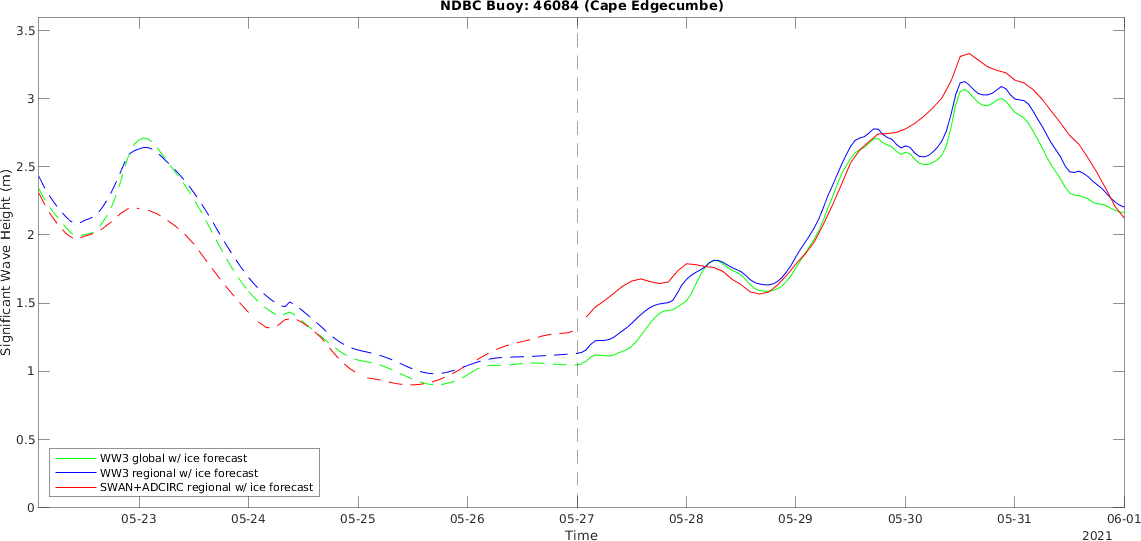 NDBC Buoy: 46084 (Cape Edgecumbe)
3.5
3
2.5
2
1.5
1
0.5
0
Significant Wave Height (m)
WW3 global w/ ice forecast
WW3 regional w/ ice forecast
SWAN+ADCIRC regional w/ ice forecast
05-23 05-24 05-25 05-26 05-27 05-28 05-29 05-30 05-31 06-01
Time
2021